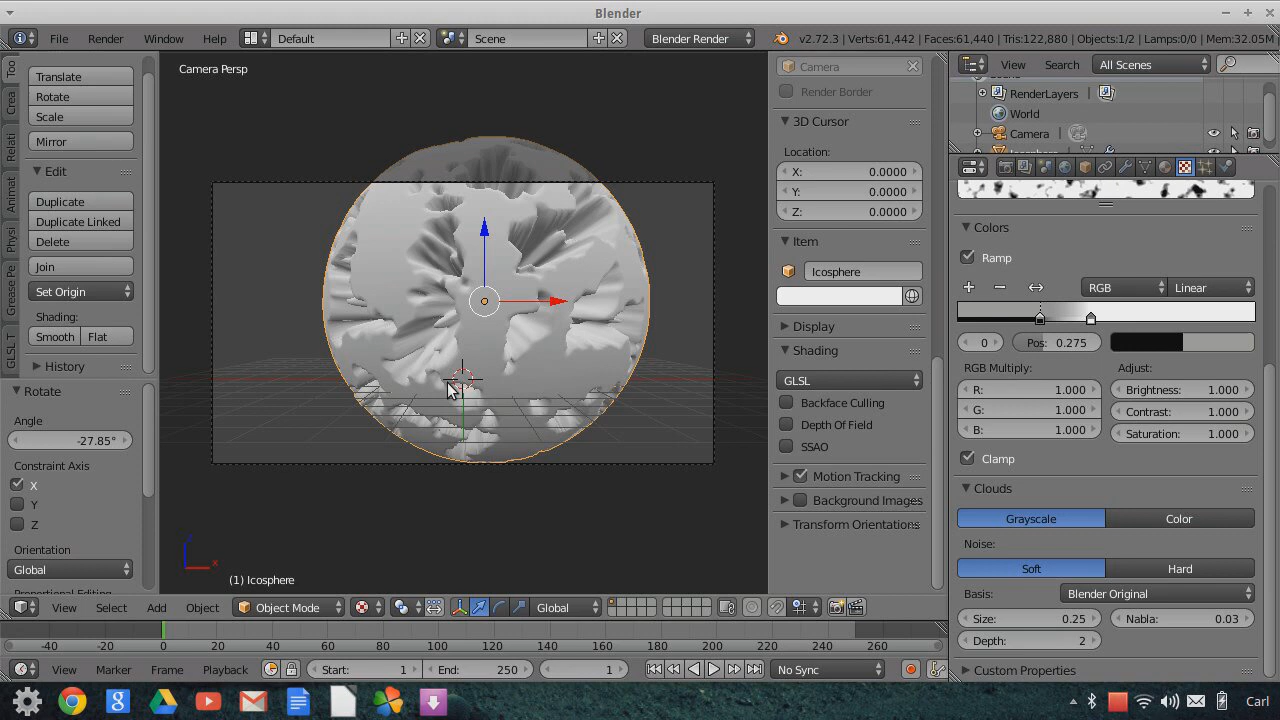 Blender
File Render Window Help Default Scene Blender Render v2.72.3 | Verts:61,442 | Faces:61,440 | Tris:122,880 | Objects:1/2 | Lamps:0/0 | Mem:32.05M
Too
Crea
Relati
Animat
Physi
Grease Pe
GLSL T
Translate
Rotate
Scale
Mirror
Edit
Duplicate
Duplicate Linked
Delete
Join
Set Origin
Shading:
Smooth Flat
History
Rotate
Angle
-27.85°
Constraint Axis
X
Y
Z
Orientation
Global
Camera Persp
x
(1) Icosphere
Camera
Render Border
3D Cursor
Location:
X: 0.0000
Y: 0.0000
Z: 0.0000
Item
Icosphere
Display
Shading
GLSL
Backface Culling
Depth Of Field
SSAO
Motion Tracking
Background Images
Transform Orientations
View Search All Scenes
RenderLayers
World
Camera
Colors
Ramp
RGB Linear
0 Pos: 0.275
RGB Multiply: Adjust:
R: 1.000 Brightness: 1.000
G: 1.000 Contrast: 1.000
B: 1.000 Saturation: 1.000
Clamp
Clouds
Grayscale Color
Noise:
Soft Hard
Basis: Blender Original
Size: 0.25 Nabla: 0.03
Depth: 2
Custom Properties
View Select Add Object Object Mode Global
-40 -20 0 20 40 60 80 100 120 140 160 180 200 220 240 260
View Marker Frame Playback Start: 1 End: 250 1 No Sync
Carl